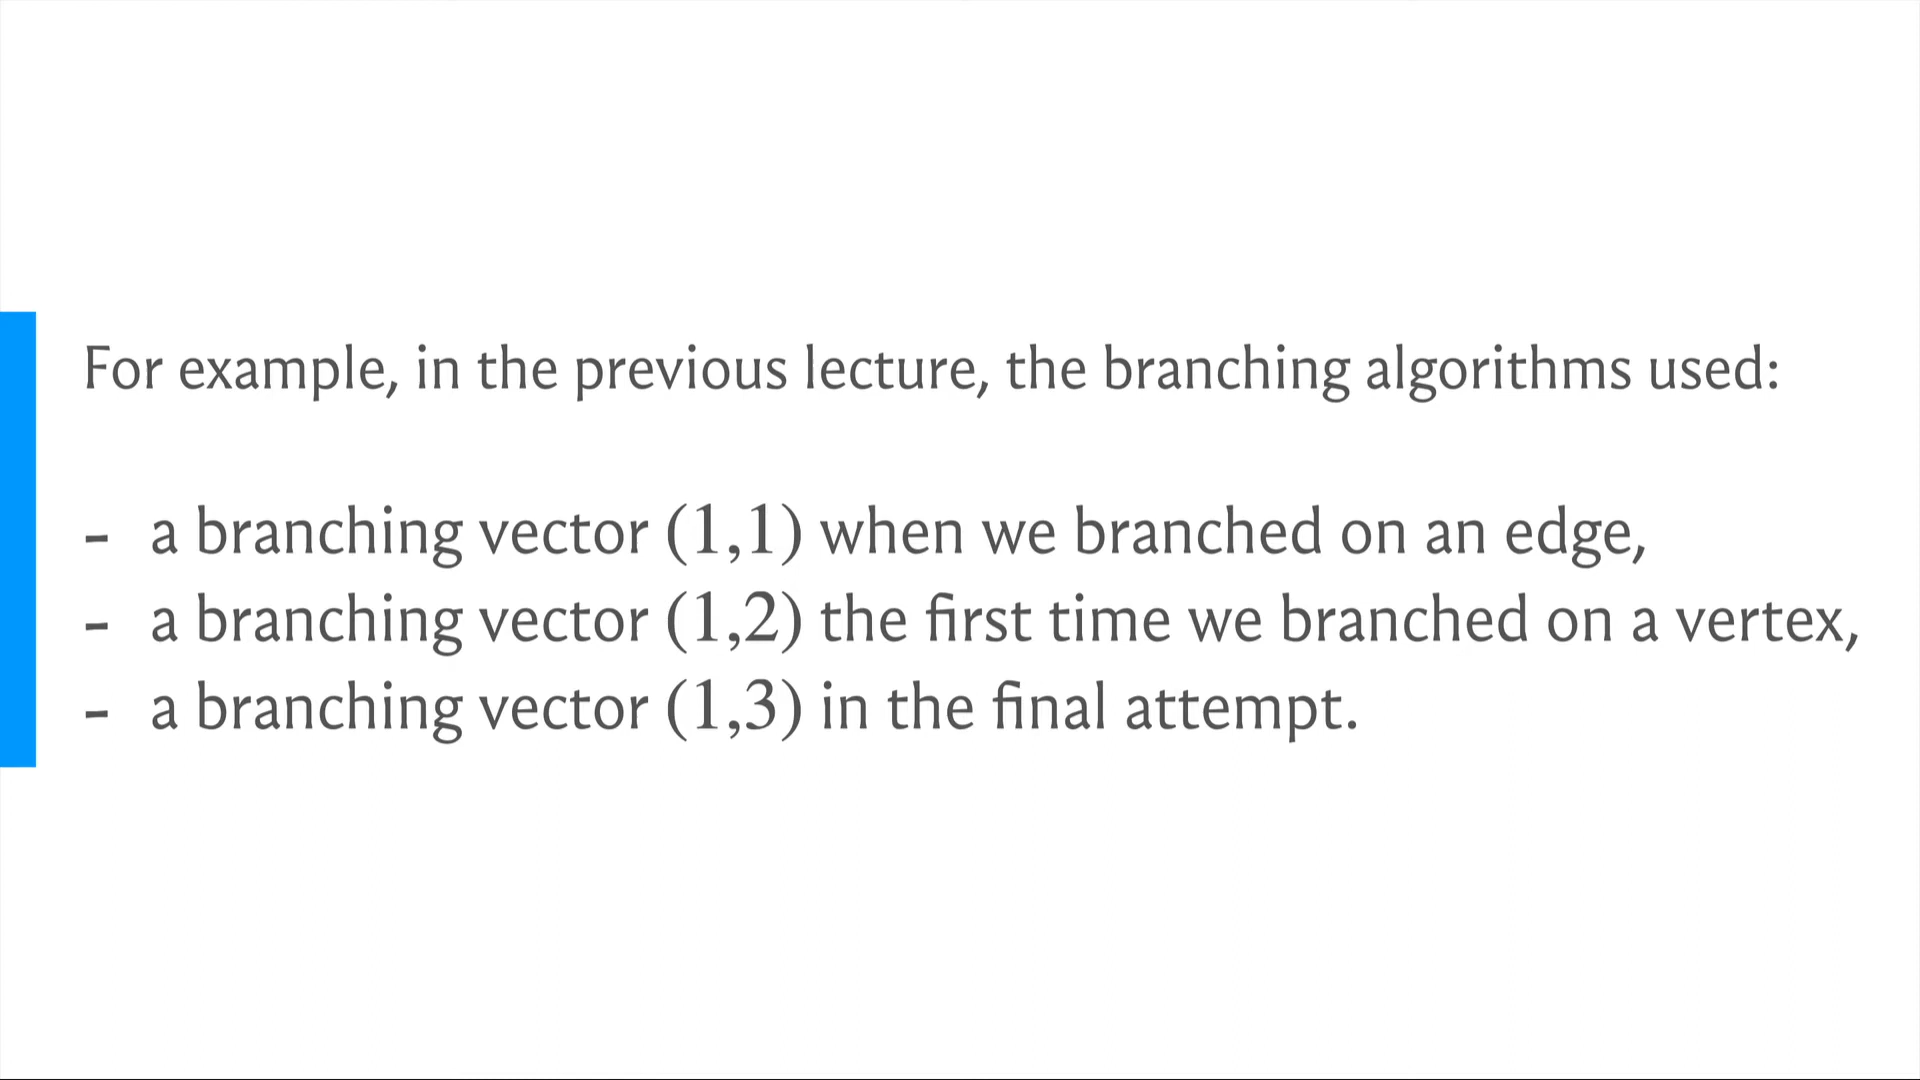 For example, in the previous lecture, the branching algorithms used:
- a branching vector (1,1) when we branched on an edge,
- a branching vector (1,2) the first time we branched on a vertex,
- a branching vector (1,3) in the final attempt.